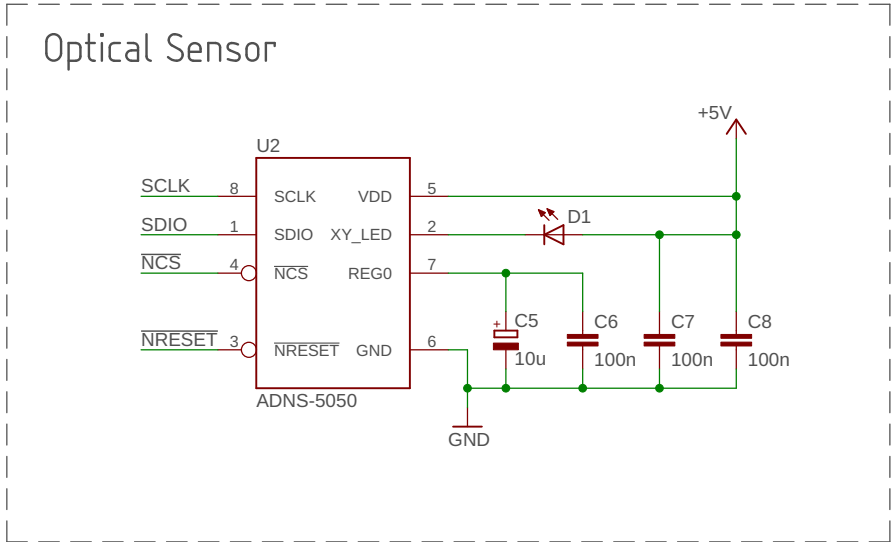 Optical Sensor
+5V
U2
SCLK 8 SCLK VDD 5
SDIO 1 SDIO XY_LED 2 D1
NCS 4 NCS REG0 7
+ C5 C6 C7 C8
NRESET 3 NRESET GND 6 10u 100n 100n 100n
ADNS-5050
GND